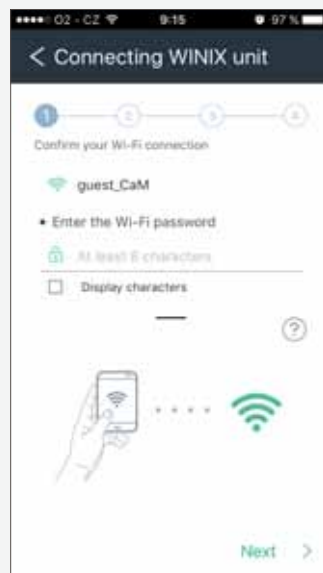 O2 - CZ 9:15 97 %
Connecting WINIX unit
1 2 3 4
Confirm your Wi-Fi connection
guest_CaM
• Enter the Wi-Fi password
At least 8 characters
Display characters
?
Next >